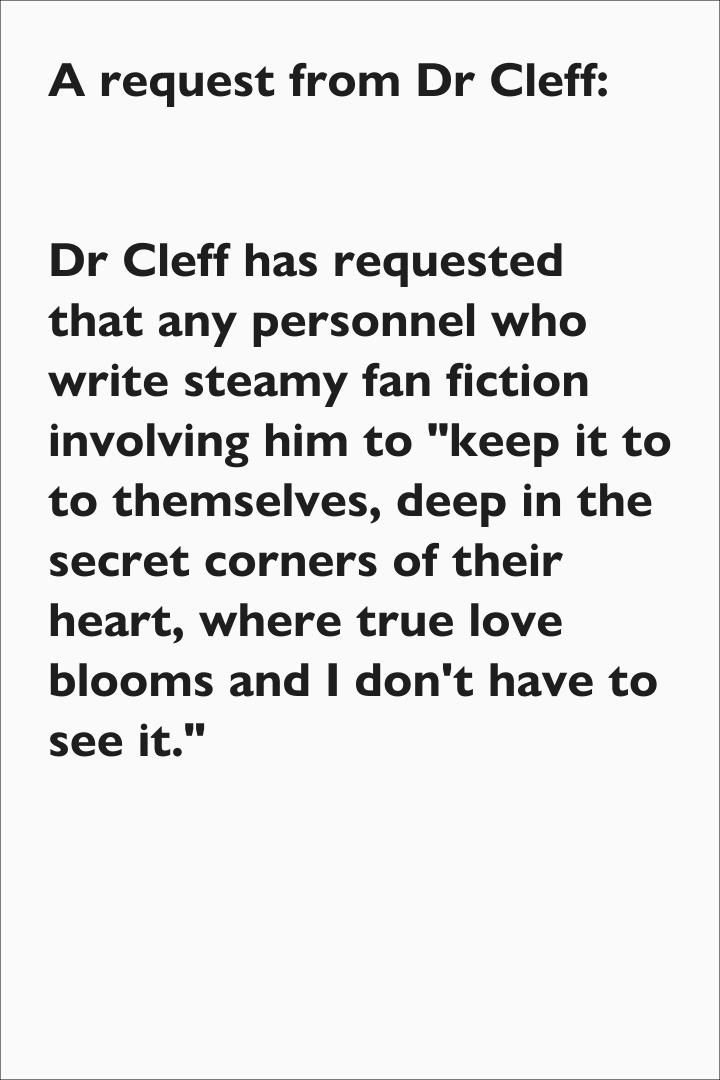 A request from Dr Cleff:
Dr Cleff has requested
that any personnel who
write steamy fan fiction
involving him to "keep it to
to themselves, deep in the
secret corners of their
heart, where true love
blooms and I don't have to
see it."